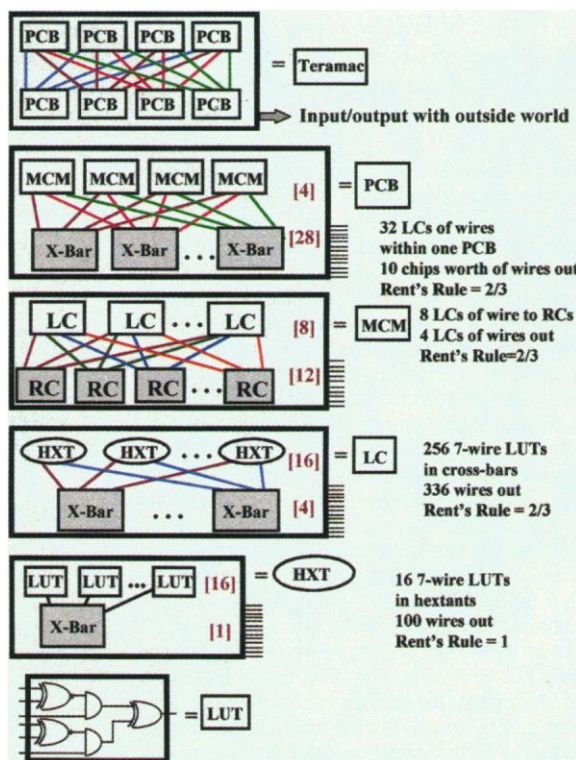 PCB PCB PCB PCB
PCB PCB PCB PCB
= Teramac
Input/output with outside world
MCM MCM MCM MCM [4]
X-Bar X-Bar ... X-Bar [28]
= PCB
32 LCs of wires
within one PCB
10 chips worth of wires out
Rent's Rule = 2/3
LC LC ... LC [8]
RC RC RC ... RC [12]
= MCM
8 LCs of wire to RCs
4 LCs of wires out
Rent's Rule=2/3
HXT HXT ... HXT [16]
X-Bar ... X-Bar [4]
= LC
256 7-wire LUTs
in cross-bars
336 wires out
Rent's Rule = 2/3
LUT LUT ... LUT [16]
X-Bar [1]
= HXT
16 7-wire LUTs
in hextants
100 wires out
Rent's Rule = 1
= LUT